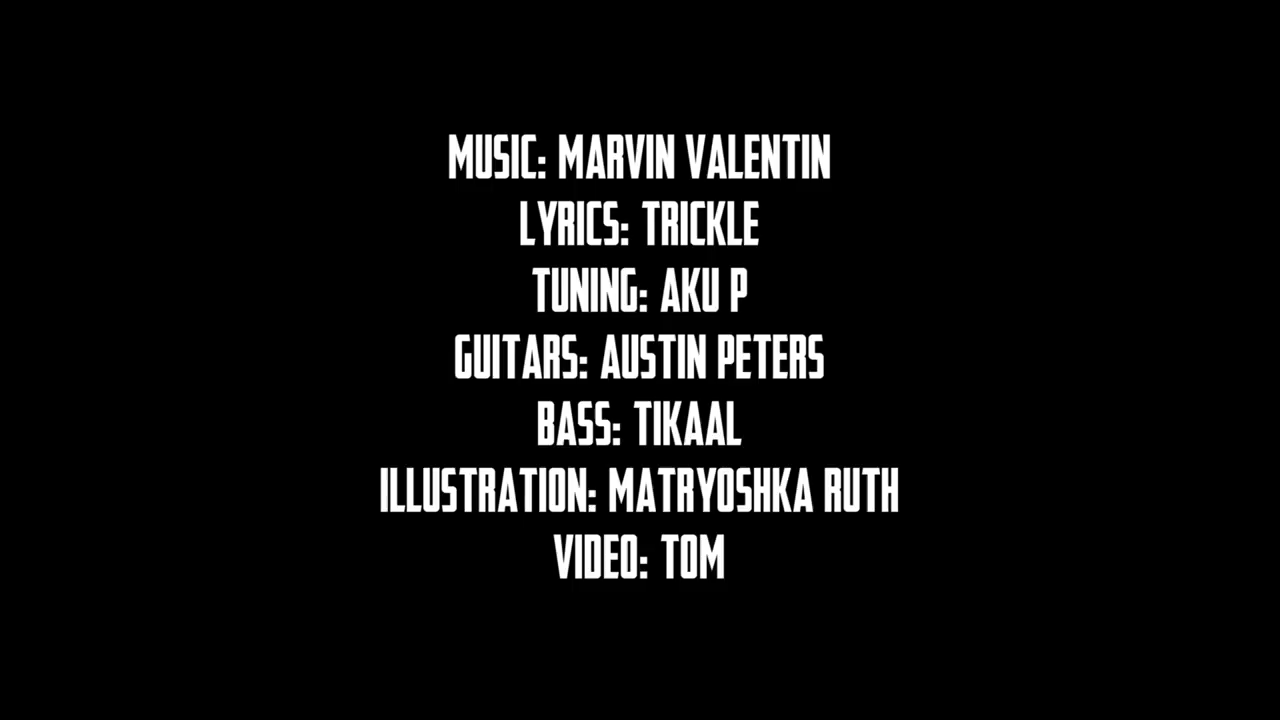 MUSIC: MARVIN VALENTIN
LYRICS: TRICKLE
TUNING: AKU P
GUITARS: AUSTIN PETERS
BASS: TIKAAL
ILLUSTRATION: MATRYOSHKA RUTH
VIDEO: TOM